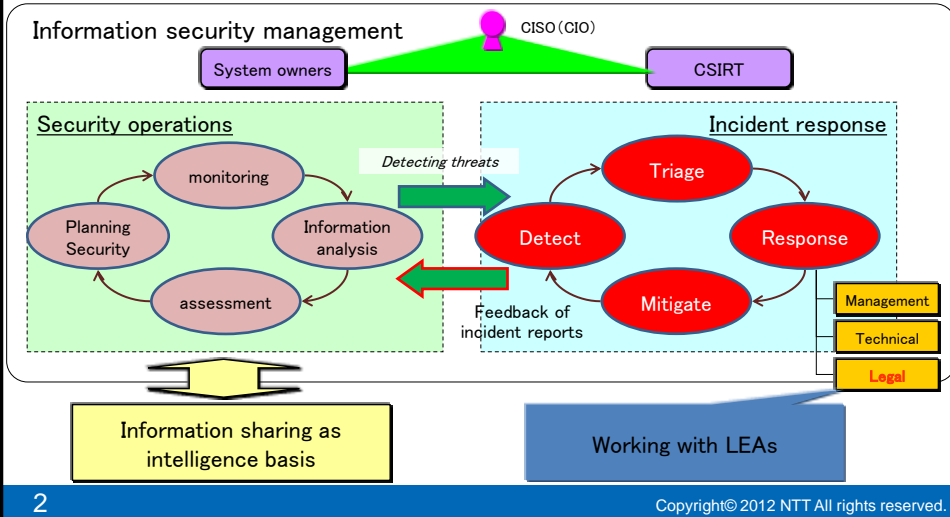 Information security management
CISO(CIO)
System owners
CSIRT
Security operations
monitoring
Planning
Security
Information
analysis
assessment
Detecting threats
Feedback of
incident reports
Incident response
Triage
Detect
Response
Mitigate
Management
Technical
Legal
Information sharing as
intelligence basis
Working with LEAs
2
Copyright© 2012 NTT All rights reserved.